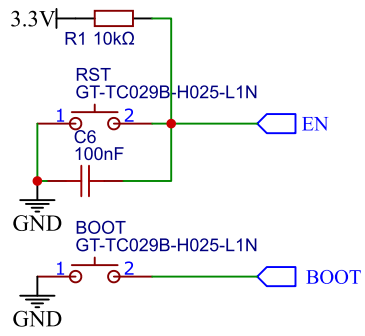 3.3V
R1 10kΩ
RST
GT-TC029B-H025-L1N
1 2
EN
C6
100nF
GND
BOOT
GT-TC029B-H025-L1N
1 2
BOOT
GND